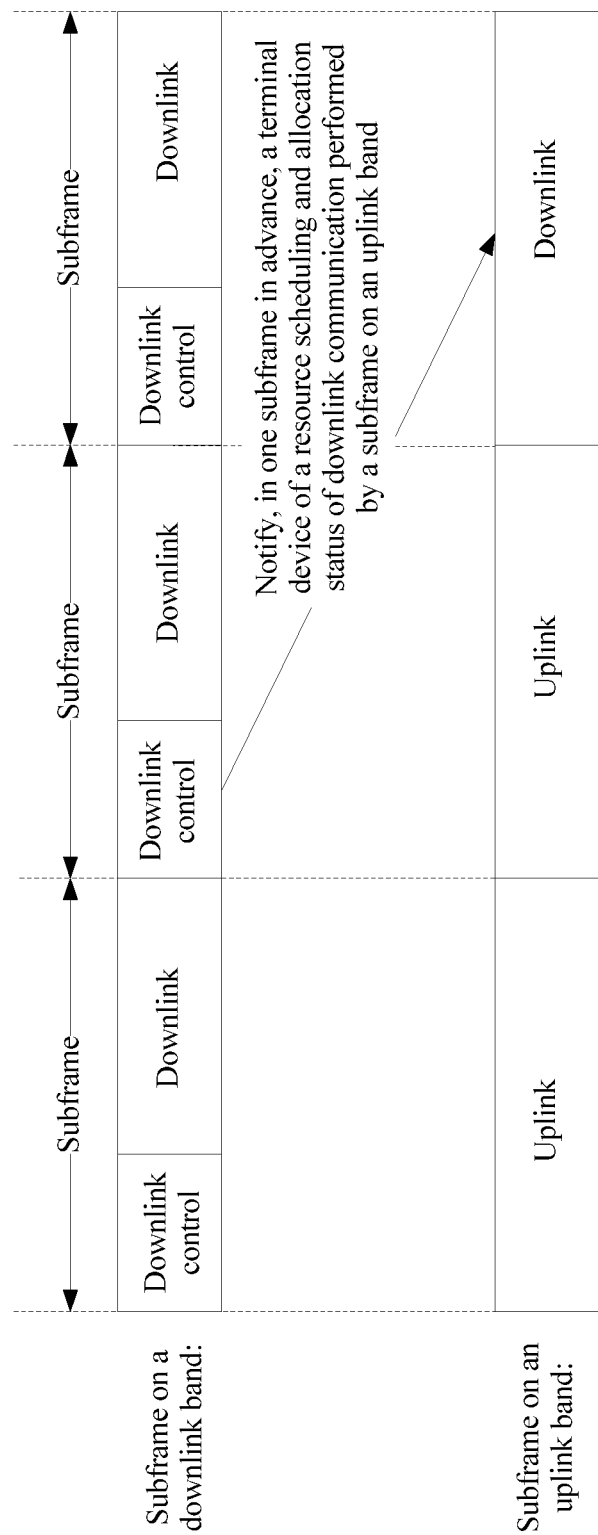 Subframe
Subframe
Subframe
Subframe on a
downlink band:
Downlink
control
Downlink
Downlink
control
Downlink
Downlink
control
Downlink
Notify, in one subframe in advance, a terminal
device of a resource scheduling and allocation
status of downlink communication performed
by a subframe on an uplink band
Subframe on an
uplink band:
Uplink
Uplink
Downlink